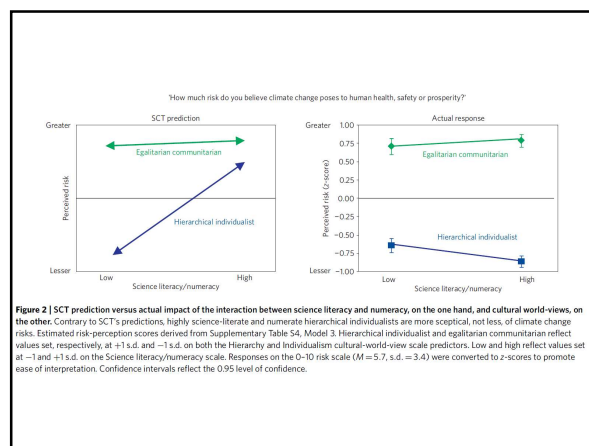 'How much risk do you believe climate change poses to human health, safety or prosperity?'
SCT prediction
Greater
Egalitarian communitarian
Perceived risk
Hierarchical individualist
Lesser
Low
High
Science literacy/numeracy
Actual response
Greater
1.00
0.75
Egalitarian communitarian
0.50
0.25
0.00
Perceived risk (z-score)
−0.25
−0.50
Hierarchical individualist
−0.75
Lesser
−1.00
Low
High
Science literacy/numeracy
Figure 2 | SCT prediction versus actual impact of the interaction between science literacy and numeracy, on the one hand, and cultural world-views, on
the other. Contrary to SCT's predictions, highly science-literate and numerate hierarchical individualists are more sceptical, not less, of climate change
risks. Estimated risk-perception scores derived from Supplementary Table S4, Model 3. Hierarchical individualist and egalitarian communitarian reflect
values set, respectively, at +1 s.d. and −1 s.d. on both the Hierarchy and Individualism cultural-world-view scale predictors. Low and high reflect values set
at −1 and +1 s.d. on the Science literacy/numeracy scale. Responses on the 0–10 risk scale (M = 5.7, s.d. = 3.4) were converted to z-scores to promote
ease of interpretation. Confidence intervals reflect the 0.95 level of confidence.